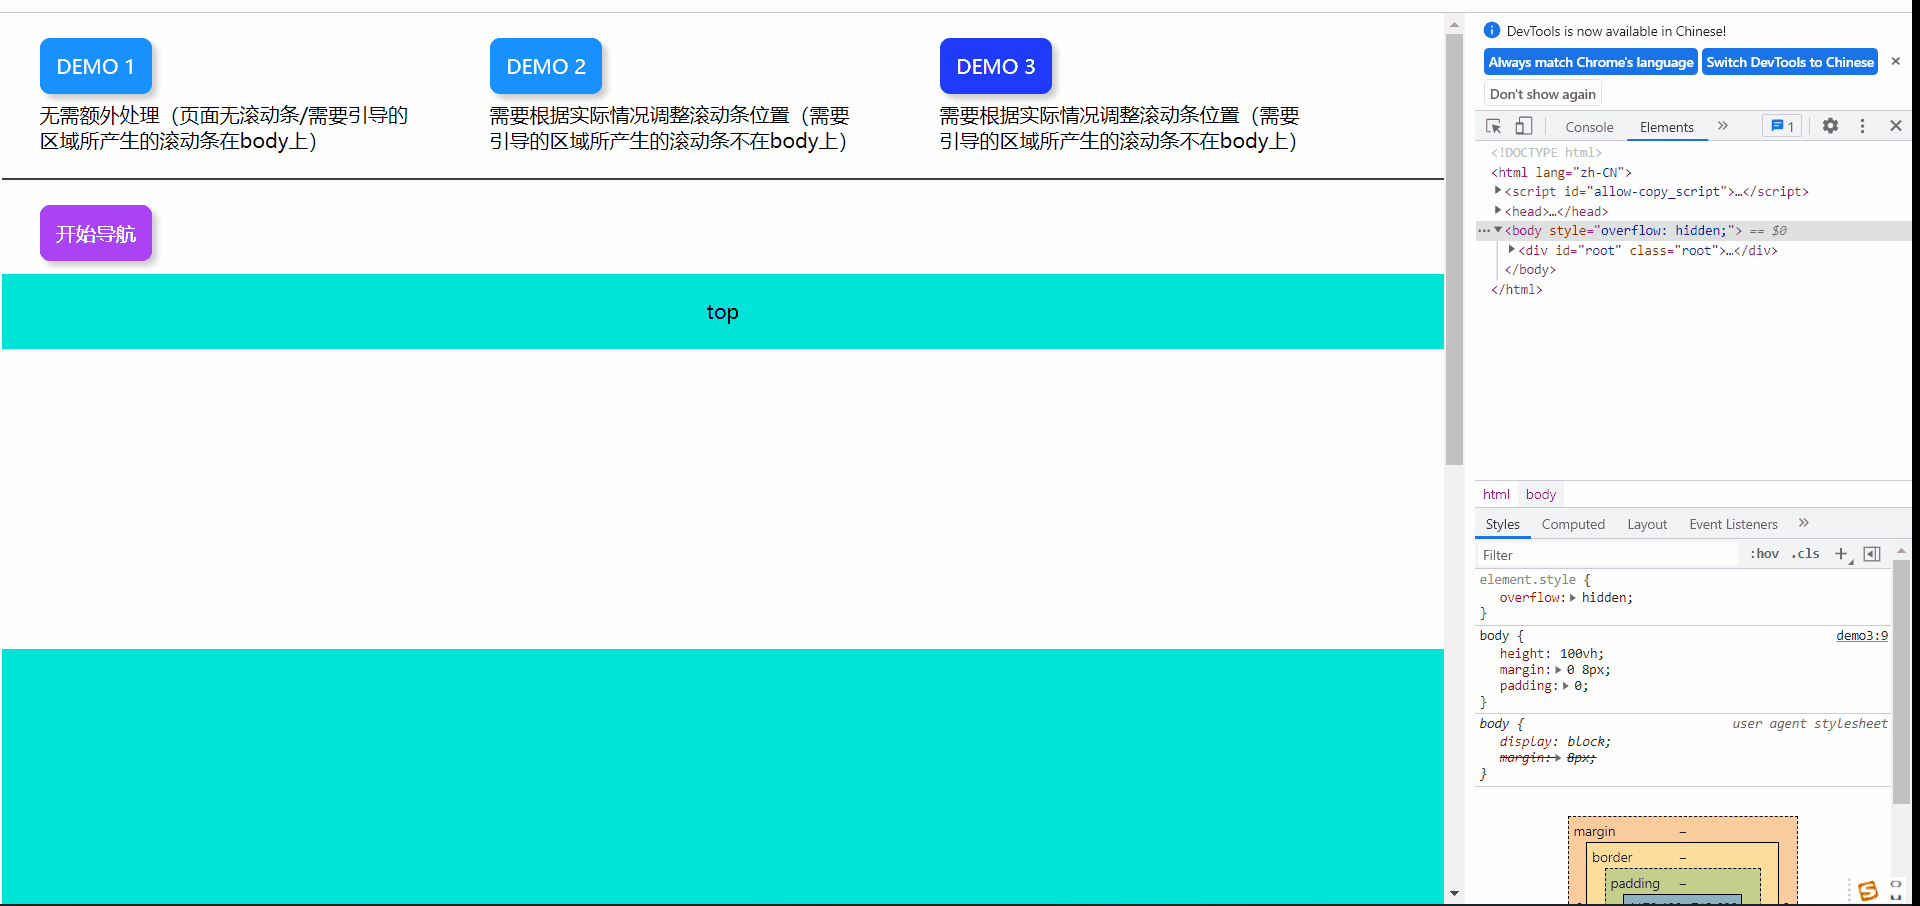 DEMO 1
无需额外处理（页面无滚动条/需要引导的
区域所产生的滚动条在body上）
DEMO 2
需要根据实际情况调整滚动条位置（需要
引导的区域所产生的滚动条不在body上）
DEMO 3
需要根据实际情况调整滚动条位置（需要
引导的区域所产生的滚动条不在body上）
开始导航
top
DevTools is now available in Chinese!
Always match Chrome's language
Switch DevTools to Chinese
Don't show again
Console Elements 1
<!DOCTYPE html>
<html lang="zh-CN">
<script id="allow-copy_script">…</script>
<head>…</head>
<body style="overflow: hidden;"> == $0
<div id="root" class="root">…</div>
</body>
</html>
html body
Styles Computed Layout Event Listeners
Filter :hov .cls
element.style {
overflow: hidden;
}
body { demo3:9
height: 100vh;
margin: 0 8px;
padding: 0;
}
body { user agent stylesheet
display: block;
margin: 8px;
}
margin –
border –
padding –